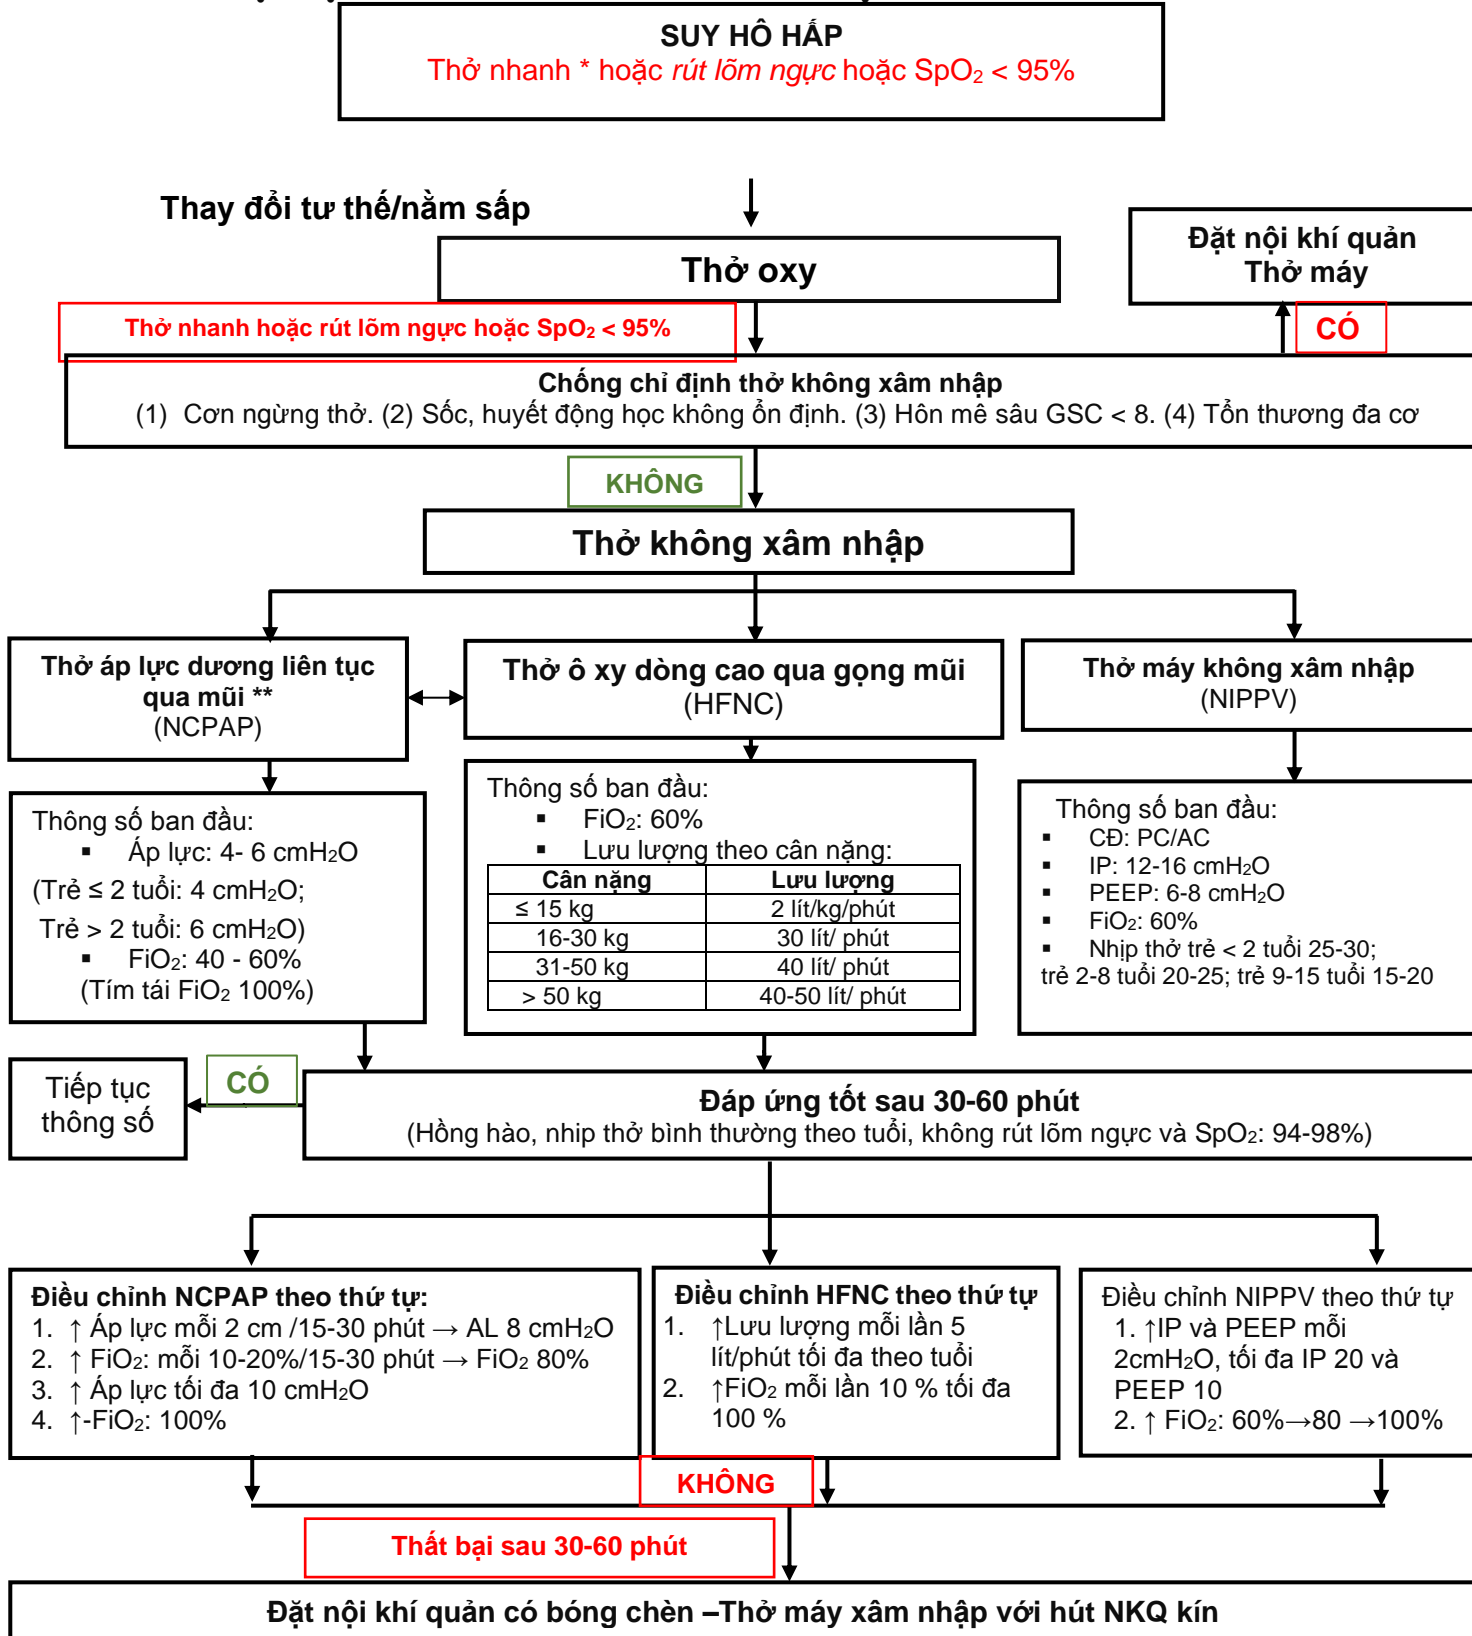 SUY HÔ HẤP
Thở nhanh * hoặc rút lõm ngực hoặc SpO₂ < 95%
Thay đổi tư thế/nằm sấp
Thở oxy
Đặt nội khí quản
Thở máy
Thở nhanh hoặc rút lõm ngực hoặc SpO₂ < 95%
CÓ
Chống chỉ định thở không xâm nhập
(1) Cơn ngừng thở. (2) Sốc, huyết động học không ổn định. (3) Hôn mê sâu GSC < 8. (4) Tổn thương đa cơ
KHÔNG
Thở không xâm nhập
Thở áp lực dương liên tục
qua mũi **
(NCPAP)
Thở ô xy dòng cao qua gọng mũi
(HFNC)
Thở máy không xâm nhập
(NIPPV)
Thông số ban đầu:
▪ Áp lực: 4- 6 cmH₂O
(Trẻ ≤ 2 tuổi: 4 cmH₂O;
Trẻ > 2 tuổi: 6 cmH₂O)
▪ FiO₂: 40 - 60%
(Tím tái FiO₂ 100%)
Thông số ban đầu:
▪ FiO₂: 60%
▪ Lưu lượng theo cân nặng:
Cân nặng Lưu lượng
≤ 15 kg 2 lít/kg/phút
16-30 kg 30 lít/ phút
31-50 kg 40 lít/ phút
> 50 kg 40-50 lít/ phút
Thông số ban đầu:
▪ CĐ: PC/AC
▪ IP: 12-16 cmH₂O
▪ PEEP: 6-8 cmH₂O
▪ FiO₂: 60%
▪ Nhịp thở trẻ < 2 tuổi 25-30;
trẻ 2-8 tuổi 20-25; trẻ 9-15 tuổi 15-20
Tiếp tục
thông số
CÓ
Đáp ứng tốt sau 30-60 phút
(Hồng hào, nhip thở bình thường theo tuổi, không rút lõm ngực và SpO₂: 94-98%)
Điều chỉnh NCPAP theo thứ tự:
1. ↑ Áp lực mỗi 2 cm /15-30 phút → AL 8 cmH₂O
2. ↑ FiO₂: mỗi 10-20%/15-30 phút → FiO₂ 80%
3. ↑ Áp lực tối đa 10 cmH₂O
4. ↑-FiO₂: 100%
Điều chỉnh HFNC theo thứ tự
1. ↑Lưu lượng mỗi lần 5
lít/phút tối đa theo tuổi
2. ↑FiO₂ mỗi lần 10 % tối đa
100 %
Điều chỉnh NIPPV theo thứ tự
1. ↑IP và PEEP mỗi
2cmH₂O, tối đa IP 20 và
PEEP 10
2. ↑ FiO₂: 60%→80 →100%
KHÔNG
Thất bại sau 30-60 phút
Đặt nội khí quản có bóng chèn –Thở máy xâm nhập với hút NKQ kín